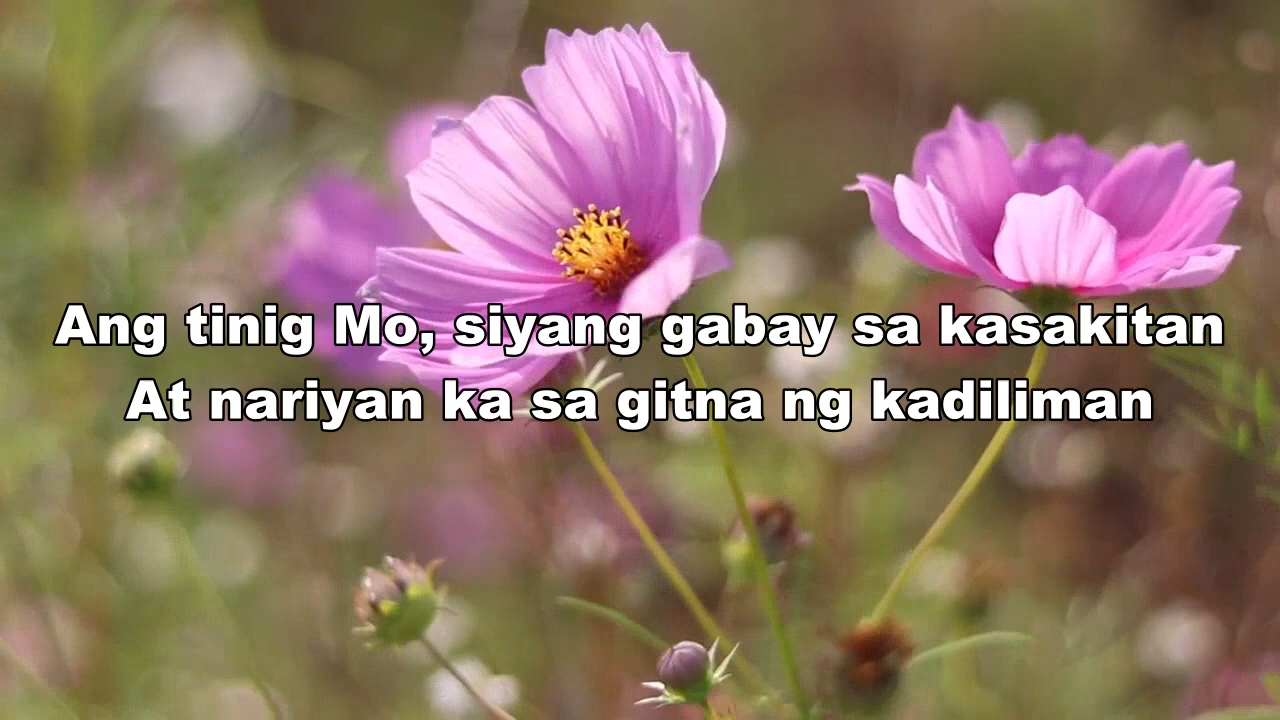 Ang tinig Mo, siyang gabay sa kasakitan
At nariyan ka sa gitna ng kadiliman